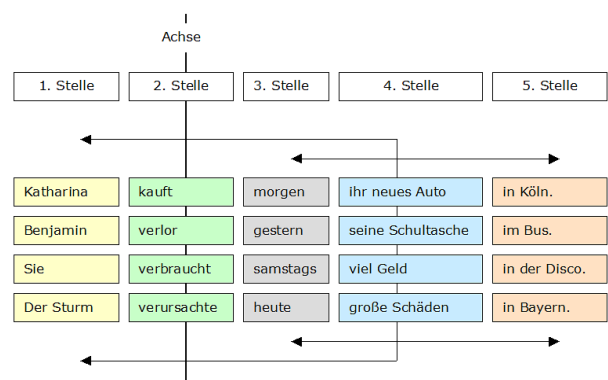 Achse
1. Stelle 2. Stelle 3. Stelle 4. Stelle 5. Stelle
Katharina kauft morgen ihr neues Auto in Köln.
Benjamin verlor gestern seine Schultasche im Bus.
Sie verbraucht samstags viel Geld in der Disco.
Der Sturm verursachte heute große Schäden in Bayern.